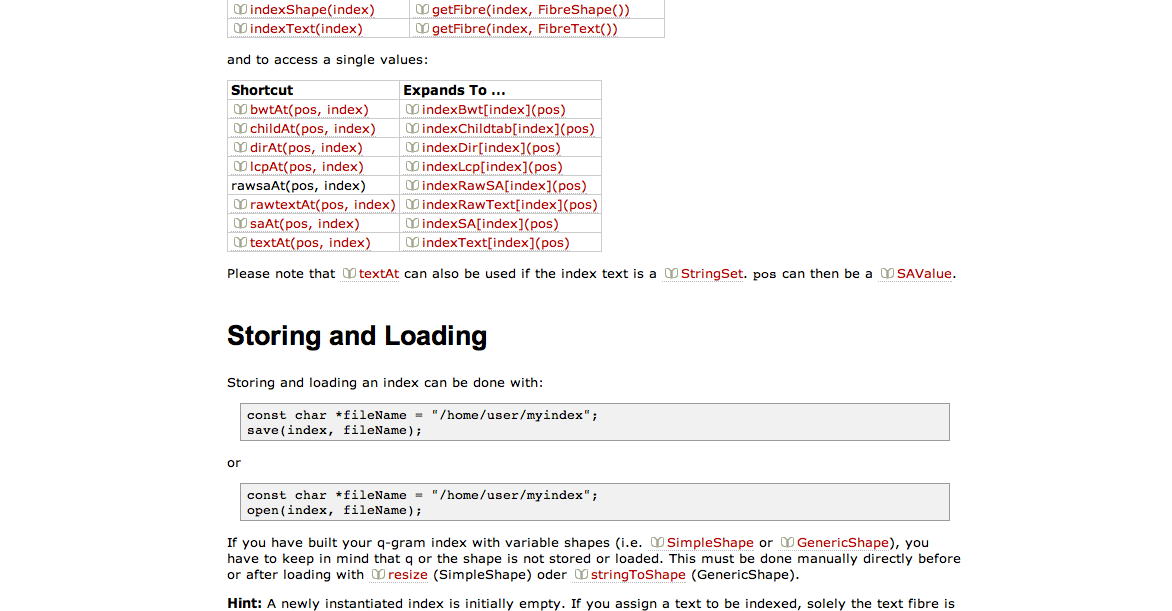 indexShape(index) getFibre(index, FibreShape())
indexText(index) getFibre(index, FibreText())
and to access a single values:
Shortcut Expands To ...
bwtAt(pos, index) indexBwt[index](pos)
childAt(pos, index) indexChildtab[index](pos)
dirAt(pos, index) indexDir[index](pos)
lcpAt(pos, index) indexLcp[index](pos)
rawsaAt(pos, index) indexRawSA[index](pos)
rawtextAt(pos, index) indexRawText[index](pos)
saAt(pos, index) indexSA[index](pos)
textAt(pos, index) indexText[index](pos)
Please note that textAt can also be used if the index text is a StringSet. pos can then be a SAValue.
Storing and Loading
Storing and loading an index can be done with:
const char *fileName = "/home/user/myindex";
save(index, fileName);
or
const char *fileName = "/home/user/myindex";
open(index, fileName);
If you have built your q-gram index with variable shapes (i.e. SimpleShape or GenericShape), you
have to keep in mind that q or the shape is not stored or loaded. This must be done manually directly before
or after loading with resize (SimpleShape) oder stringToShape (GenericShape).
Hint: A newly instantiated index is initially empty. If you assign a text to be indexed, solely the text fibre is